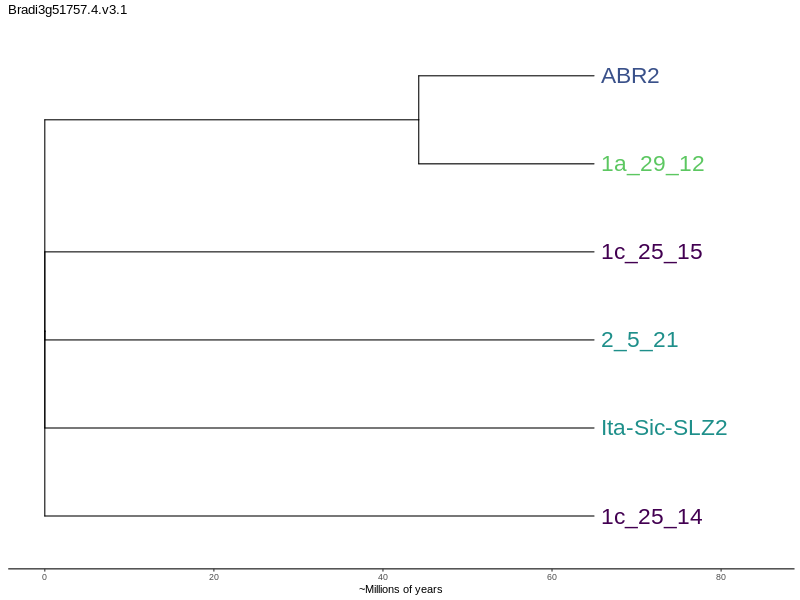 Bradi3g51757.4.v3.1
ABR2
1a_29_12
1c_25_15
2_5_21
Ita-Sic-SLZ2
1c_25_14
0 20 40 60 80
~Millions of years